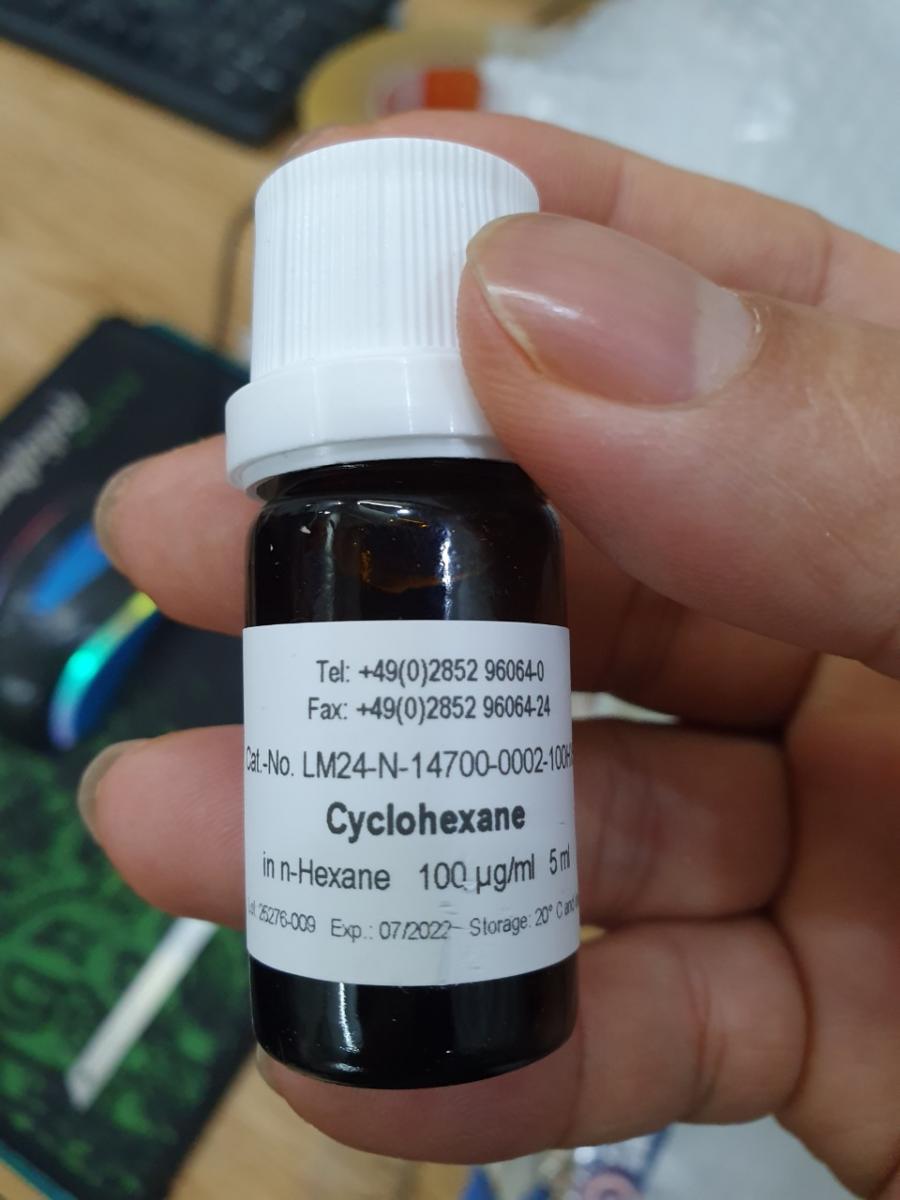 Tel: +49(0)2852 96064-0
Fax: +49(0)2852 96064-24
Cat.-No. LM24-N-14700-0002-100H
Cyclohexane
in n-Hexane 100 µg/ml 5 ml
25276-009 Exp.: 07/2022 Storage: 20° C and